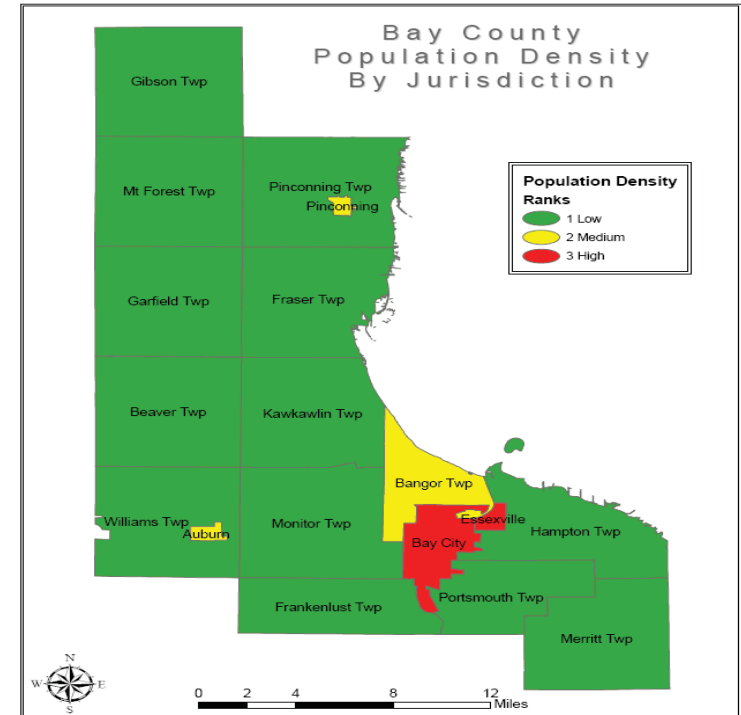 Bay County
Population Density
By Jurisdiction
Gibson Twp
Mt Forest Twp
Pinconning Twp
Pinconning
Population Density
Ranks
1 Low
2 Medium
3 High
Garfield Twp
Fraser Twp
Beaver Twp
Kawkawlin Twp
Bangor Twp
Williams Twp
Auburn
Monitor Twp
Essexville
Bay City
Hampton Twp
Frankenlust Twp
Portsmouth Twp
Merritt Twp
N
W E
S
0 2 4 8 12
Miles